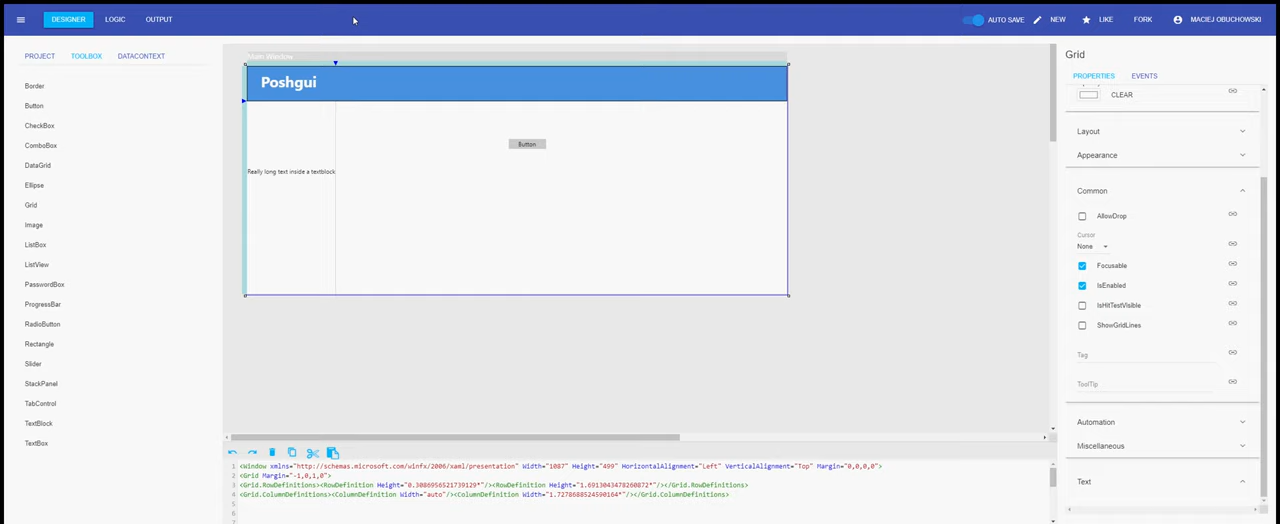 DESIGNER LOGIC OUTPUT AUTO SAVE NEW LIKE FORK MACIEJ OBUCHOWSKI
PROJECT TOOLBOX DATACONTEXT
Border
Button
CheckBox
ComboBox
DataGrid
Ellipse
Grid
Image
ListBox
ListView
PasswordBox
ProgressBar
RadioButton
Rectangle
Slider
StackPanel
TabControl
TextBlock
TextBox
Main Window
Poshgui
Button
Really long text inside a textblock
1 <Window xmlns="http://schemas.microsoft.com/winfx/2006/xaml/presentation" Width="1087" Height="499" HorizontalAlignment="Left" VerticalAlignment="Top" Margin="0,0,0,0">
2 <Grid Margin="-1,0,1,0">
3 <Grid.RowDefinitions><RowDefinition Height="0.3086956521739129*"/><RowDefinition Height="1.6913043478260872*"/></Grid.RowDefinitions>
4 <Grid.ColumnDefinitions><ColumnDefinition Width="auto"/><ColumnDefinition Width="1.7278688524590164*"/></Grid.ColumnDefinitions>
5
6
7
Grid
PROPERTIES EVENTS
CLEAR
Layout
Appearance
Common
AllowDrop
Cursor
None
Focusable
IsEnabled
IsHitTestVisible
ShowGridLines
Tag
ToolTip
Automation
Miscellaneous
Text